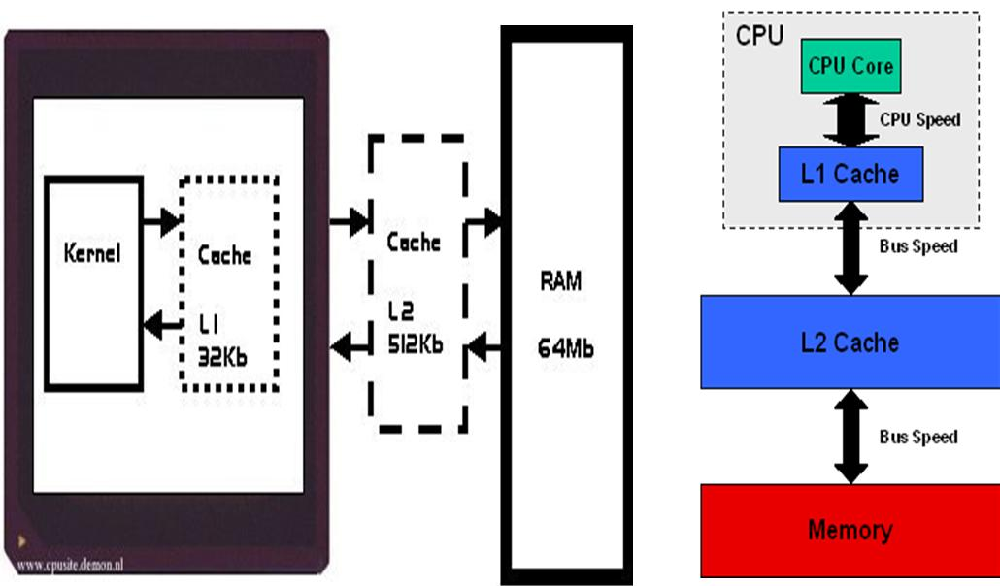 Kernel
Cache
L1
32Kb
www.cpusite.demon.nl
Cache
L2
512Kb
RAM
64Mb
CPU
CPU Core
CPU Speed
L1 Cache
Bus Speed
L2 Cache
Bus Speed
Memory